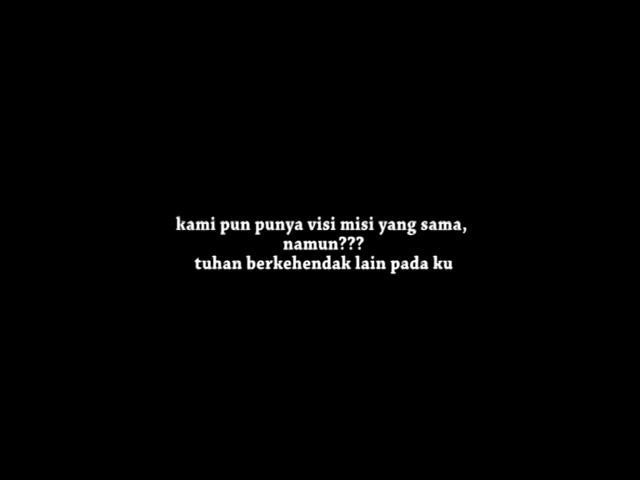 kami pun punya visi misi yang sama,
namun???
tuhan berkehendak lain pada ku